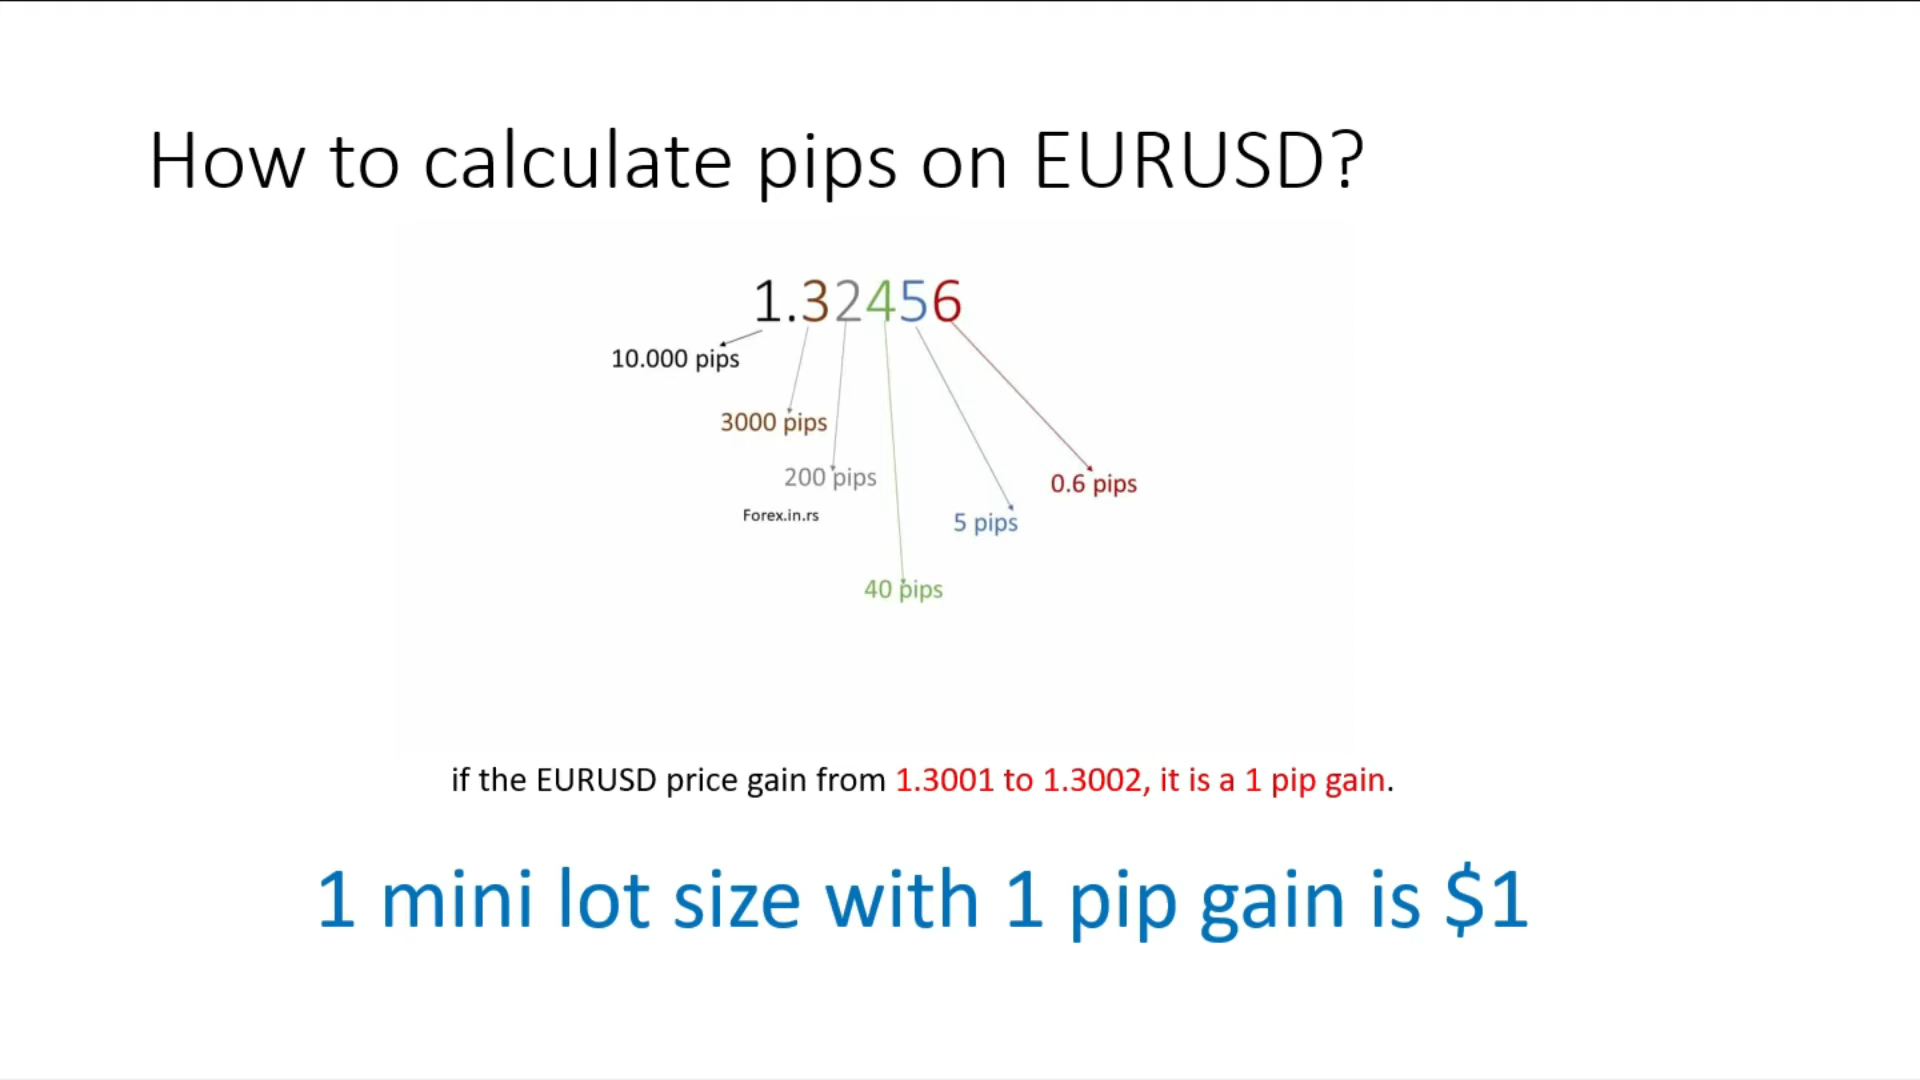 How to calculate pips on EURUSD?
1.32456
10.000 pips
3000 pips
200 pips
0.6 pips
Forex.in.rs
5 pips
40 pips
if the EURUSD price gain from 1.3001 to 1.3002, it is a 1 pip gain.
1 mini lot size with 1 pip gain is $1